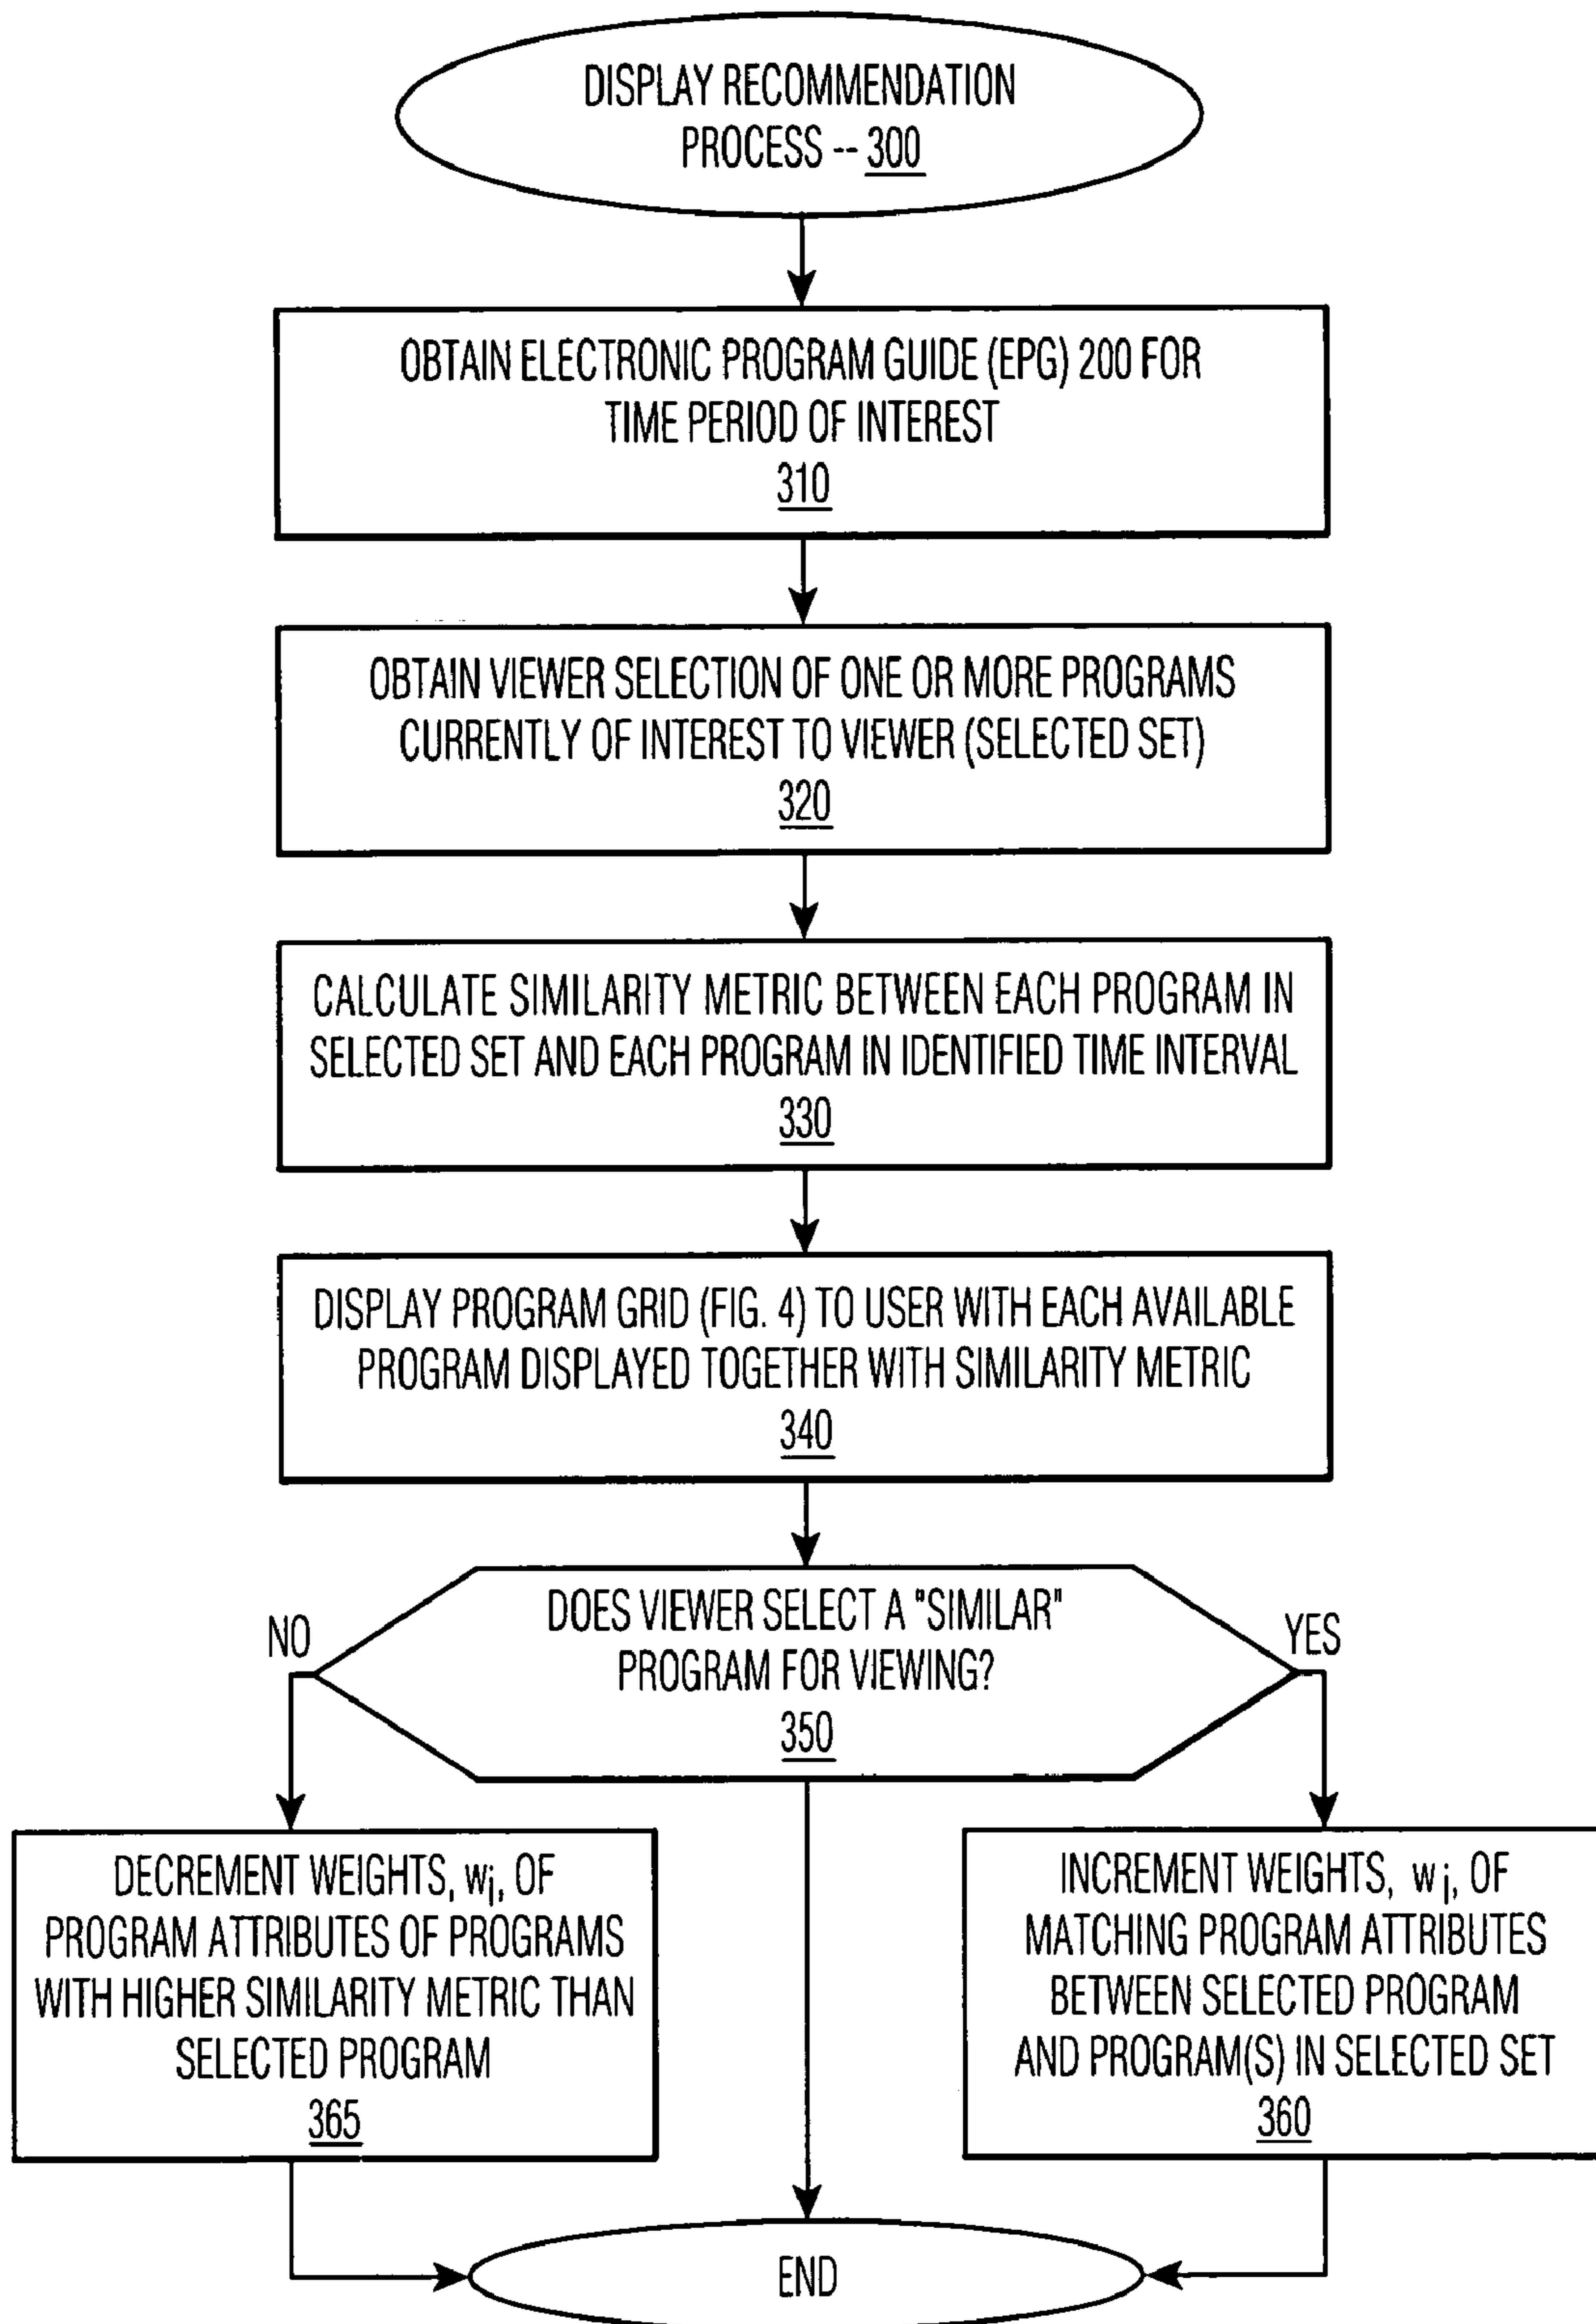 DISPLAY RECOMMENDATION
PROCESS -- 300
OBTAIN ELECTRONIC PROGRAM GUIDE (EPG) 200 FOR
TIME PERIOD OF INTEREST
310
OBTAIN VIEWER SELECTION OF ONE OR MORE PROGRAMS
CURRENTLY OF INTEREST TO VIEWER (SELECTED SET)
320
CALCULATE SIMILARITY METRIC BETWEEN EACH PROGRAM IN
SELECTED SET AND EACH PROGRAM IN IDENTIFIED TIME INTERVAL
330
DISPLAY PROGRAM GRID (FIG. 4) TO USER WITH EACH AVAILABLE
PROGRAM DISPLAYED TOGETHER WITH SIMILARITY METRIC
340
DOES VIEWER SELECT A "SIMILAR"
PROGRAM FOR VIEWING?
350
NO
YES
DECREMENT WEIGHTS, wj, OF
PROGRAM ATTRIBUTES OF PROGRAMS
WITH HIGHER SIMILARITY METRIC THAN
SELECTED PROGRAM
365
INCREMENT WEIGHTS, wj, OF
MATCHING PROGRAM ATTRIBUTES
BETWEEN SELECTED PROGRAM
AND PROGRAM(S) IN SELECTED SET
360
END